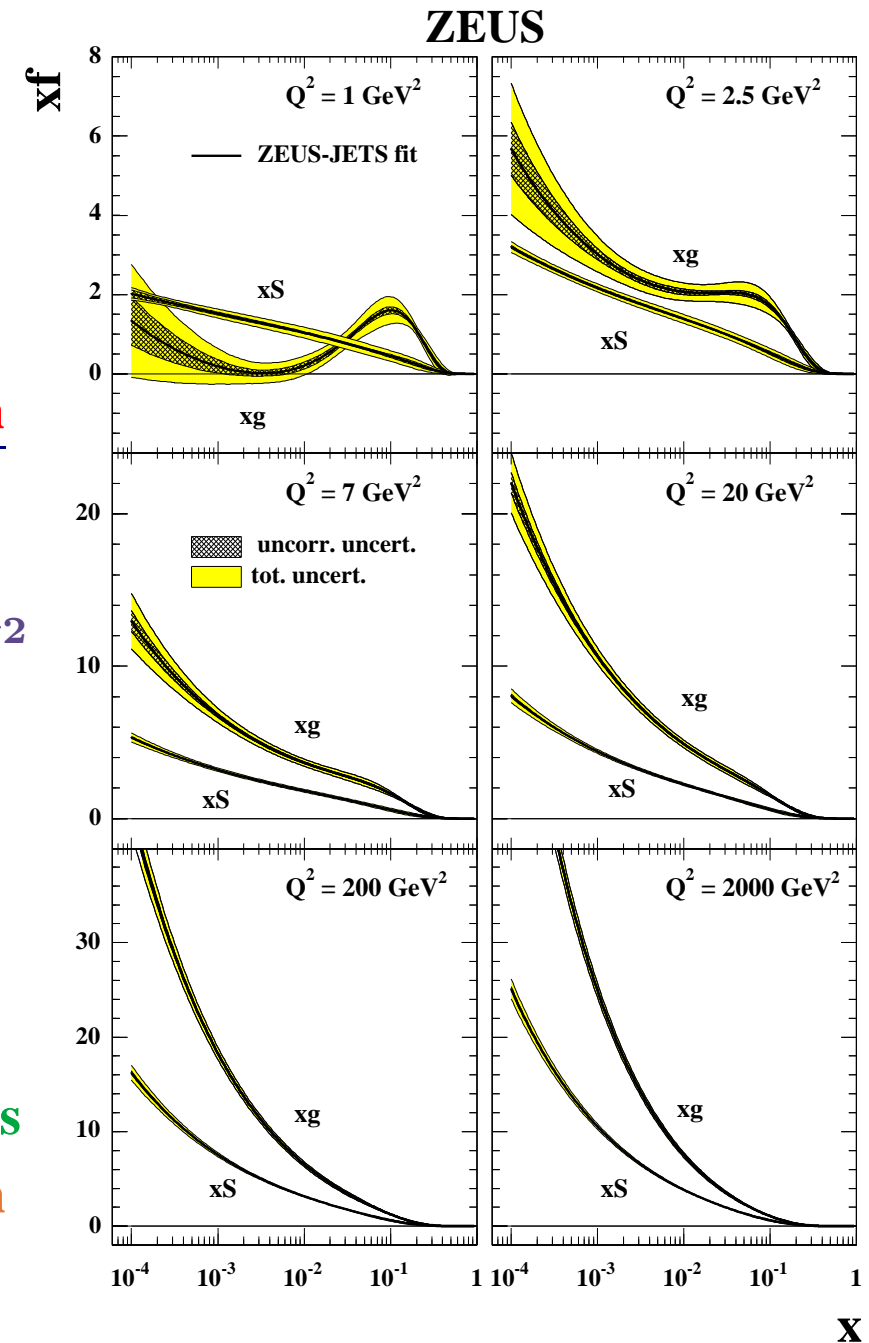 ZEUS
xf
8
6
4
2
0
Q² = 1 GeV²
ZEUS-JETS fit
xS
xg
Q² = 2.5 GeV²
xg
xS
20
10
0
Q² = 7 GeV²
uncorr. uncert.
tot. uncert.
xg
xS
Q² = 20 GeV²
xg
xS
30
20
10
0
Q² = 200 GeV²
xg
xS
Q² = 2000 GeV²
xg
xS
10⁻⁴ 10⁻³ 10⁻² 10⁻¹ 1 10⁻⁴ 10⁻³ 10⁻² 10⁻¹ 1
x
2
s